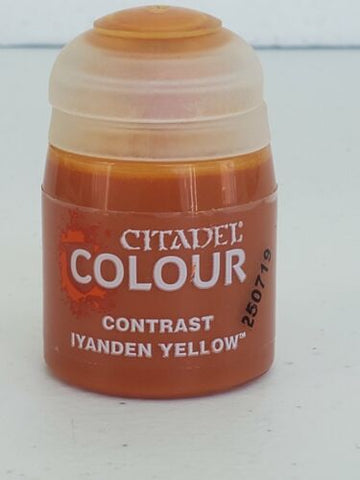 CITADEL
COLOUR
CONTRAST
IYANDEN YELLOW™
250719